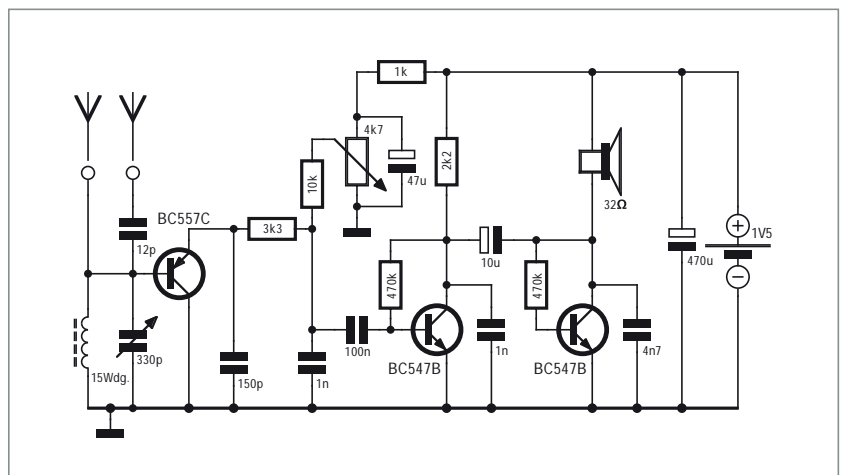 1k
4k7
47u
2k2
10k
32Ω
1V5
470u
BC557C
12p
3k3
470k
10u
470k
330p
15Wdg.
150p
1n
100n
BC547B
1n
BC547B
4n7